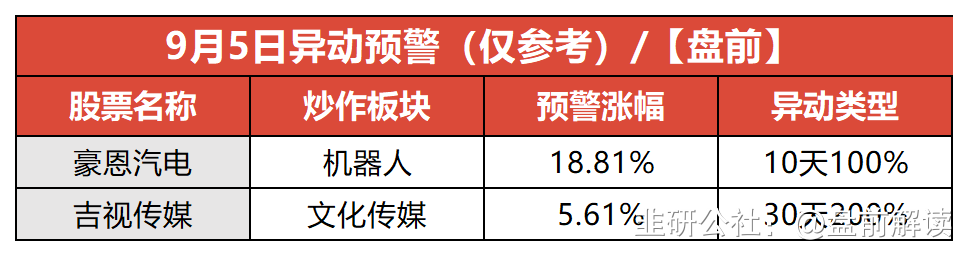 9月5日异动预警（仅参考）/【盘前】
股票名称 炒作板块 预警涨幅 异动类型
豪恩汽电 机器人 18.81% 10天100%
吉视传媒 文化传媒 5.61% 30天200%
韭研公社：@盘前解读